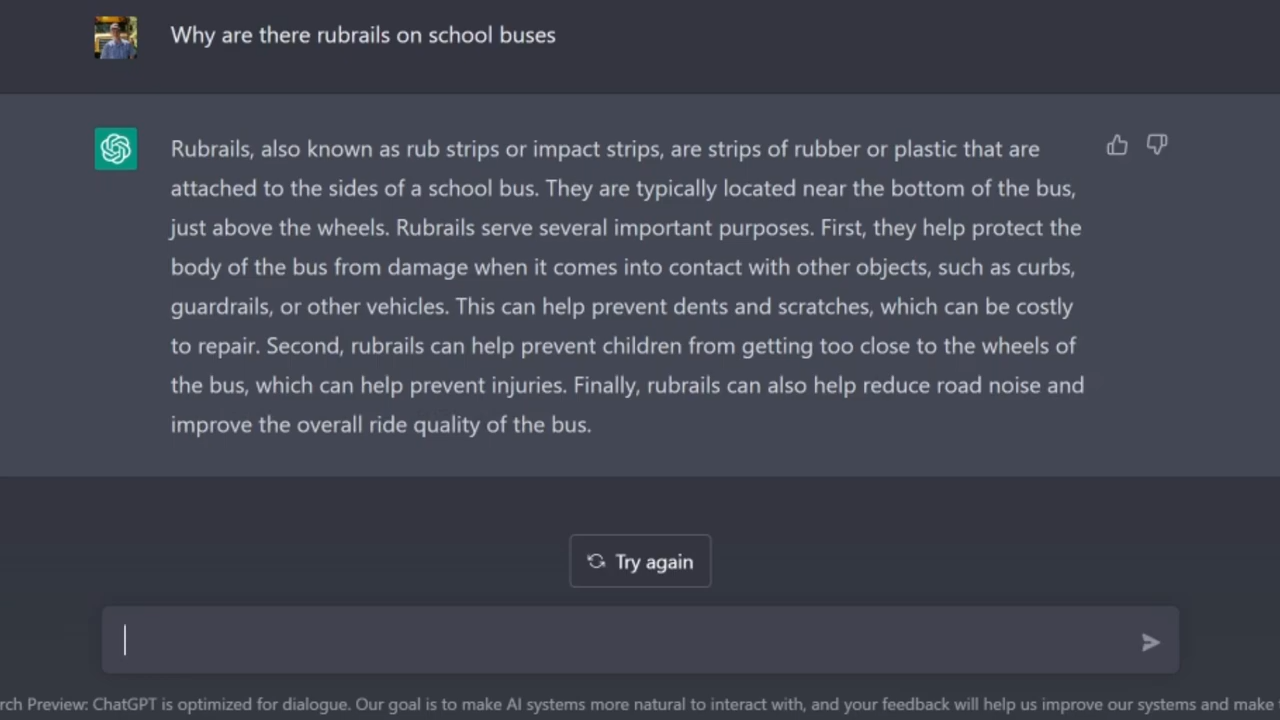 Why are there rubrails on school buses
Rubrails, also known as rub strips or impact strips, are strips of rubber or plastic that are
attached to the sides of a school bus. They are typically located near the bottom of the bus,
just above the wheels. Rubrails serve several important purposes. First, they help protect the
body of the bus from damage when it comes into contact with other objects, such as curbs,
guardrails, or other vehicles. This can help prevent dents and scratches, which can be costly
to repair. Second, rubrails can help prevent children from getting too close to the wheels of
the bus, which can help prevent injuries. Finally, rubrails can also help reduce road noise and
improve the overall ride quality of the bus.
Try again
rch Preview: ChatGPT is optimized for dialogue. Our goal is to make AI systems more natural to interact with, and your feedback will help us improve our systems and make